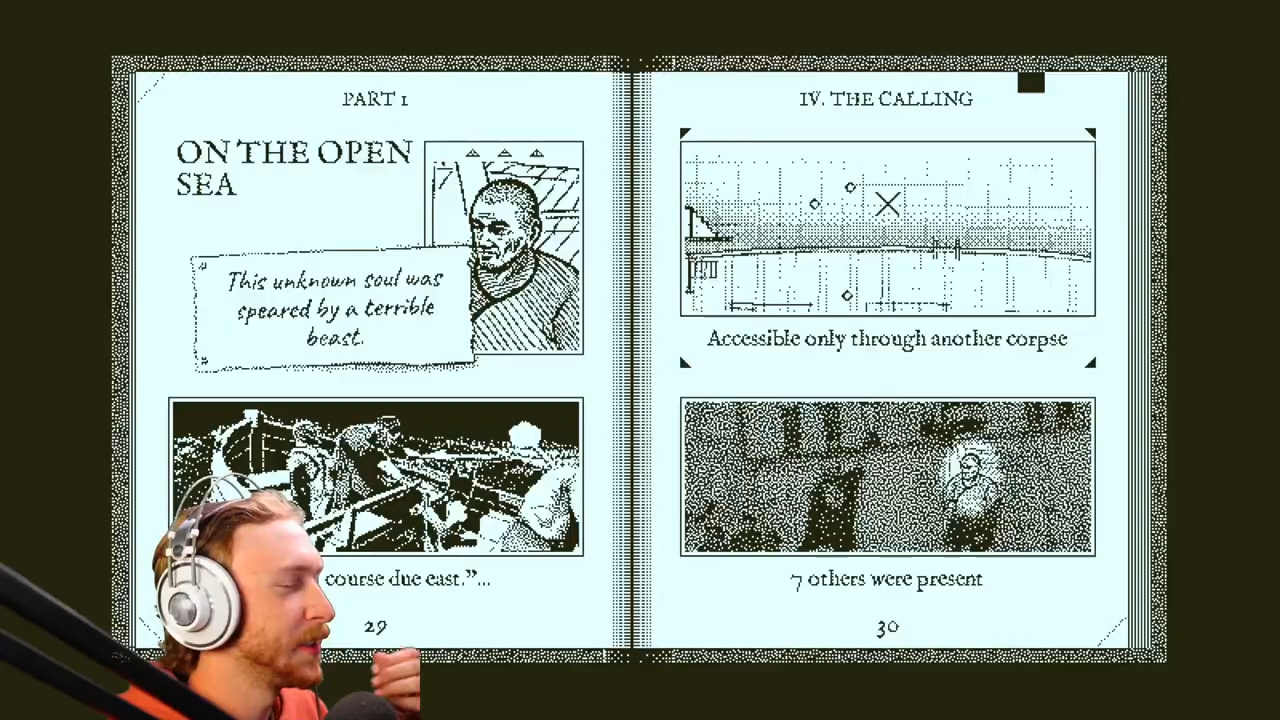 PART 1
ON THE OPEN
SEA
7
This unknown soul was
speared by a terrible
beast.
course due east."...
29
IV. THE CALLING
Accessible only through another corpse
7 others were present
30